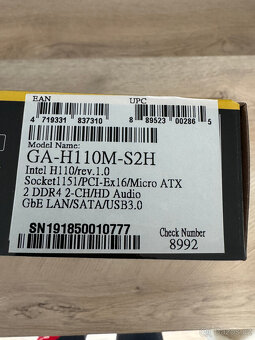 EAN UPC
4 719331 837310 8 89523 00286 5
Model Name:
GA-H110M-S2H
Intel H110/rev.1.0
Socket1151/PCI-Ex16/Micro ATX
2 DDR4 2-CH/HD Audio
GbE LAN/SATA/USB3.0
SN191850010777
Check Number
8992